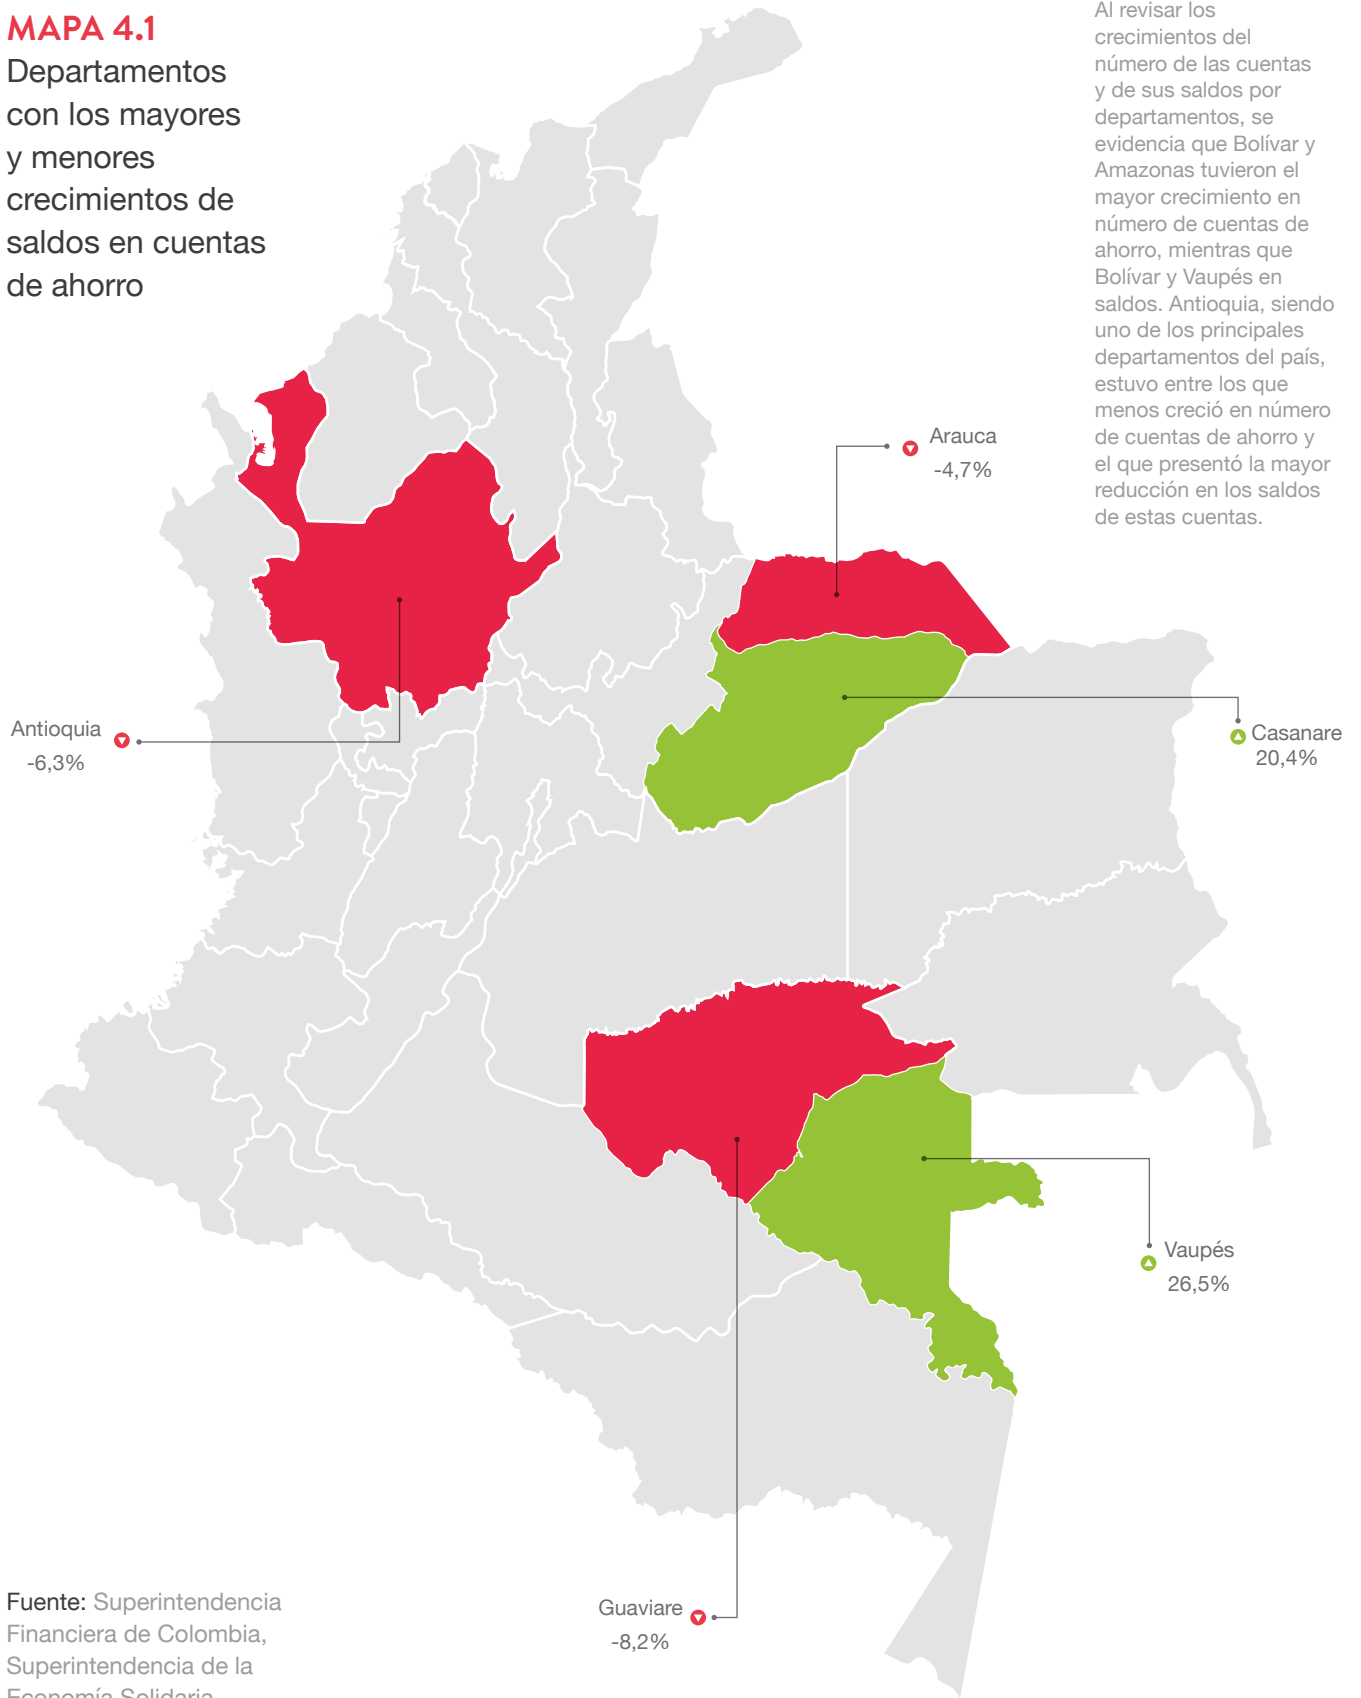 MAPA 4.1
Departamentos
con los mayores
y menores
crecimientos de
saldos en cuentas
de ahorro
Al revisar los
crecimientos del
número de las cuentas
y de sus saldos por
departamentos, se
evidencia que Bolívar y
Amazonas tuvieron el
mayor crecimiento en
número de cuentas de
ahorro, mientras que
Bolívar y Vaupés en
saldos. Antioquia, siendo
uno de los principales
departamentos del país,
estuvo entre los que
menos creció en número
de cuentas de ahorro y
el que presentó la mayor
reducción en los saldos
de estas cuentas.
Arauca
-4,7%
Antioquia
-6,3%
Casanare
20,4%
Vaupés
26,5%
Guaviare
-8,2%
Fuente: Superintendencia
Financiera de Colombia,
Superintendencia de la
Economía Solidaria